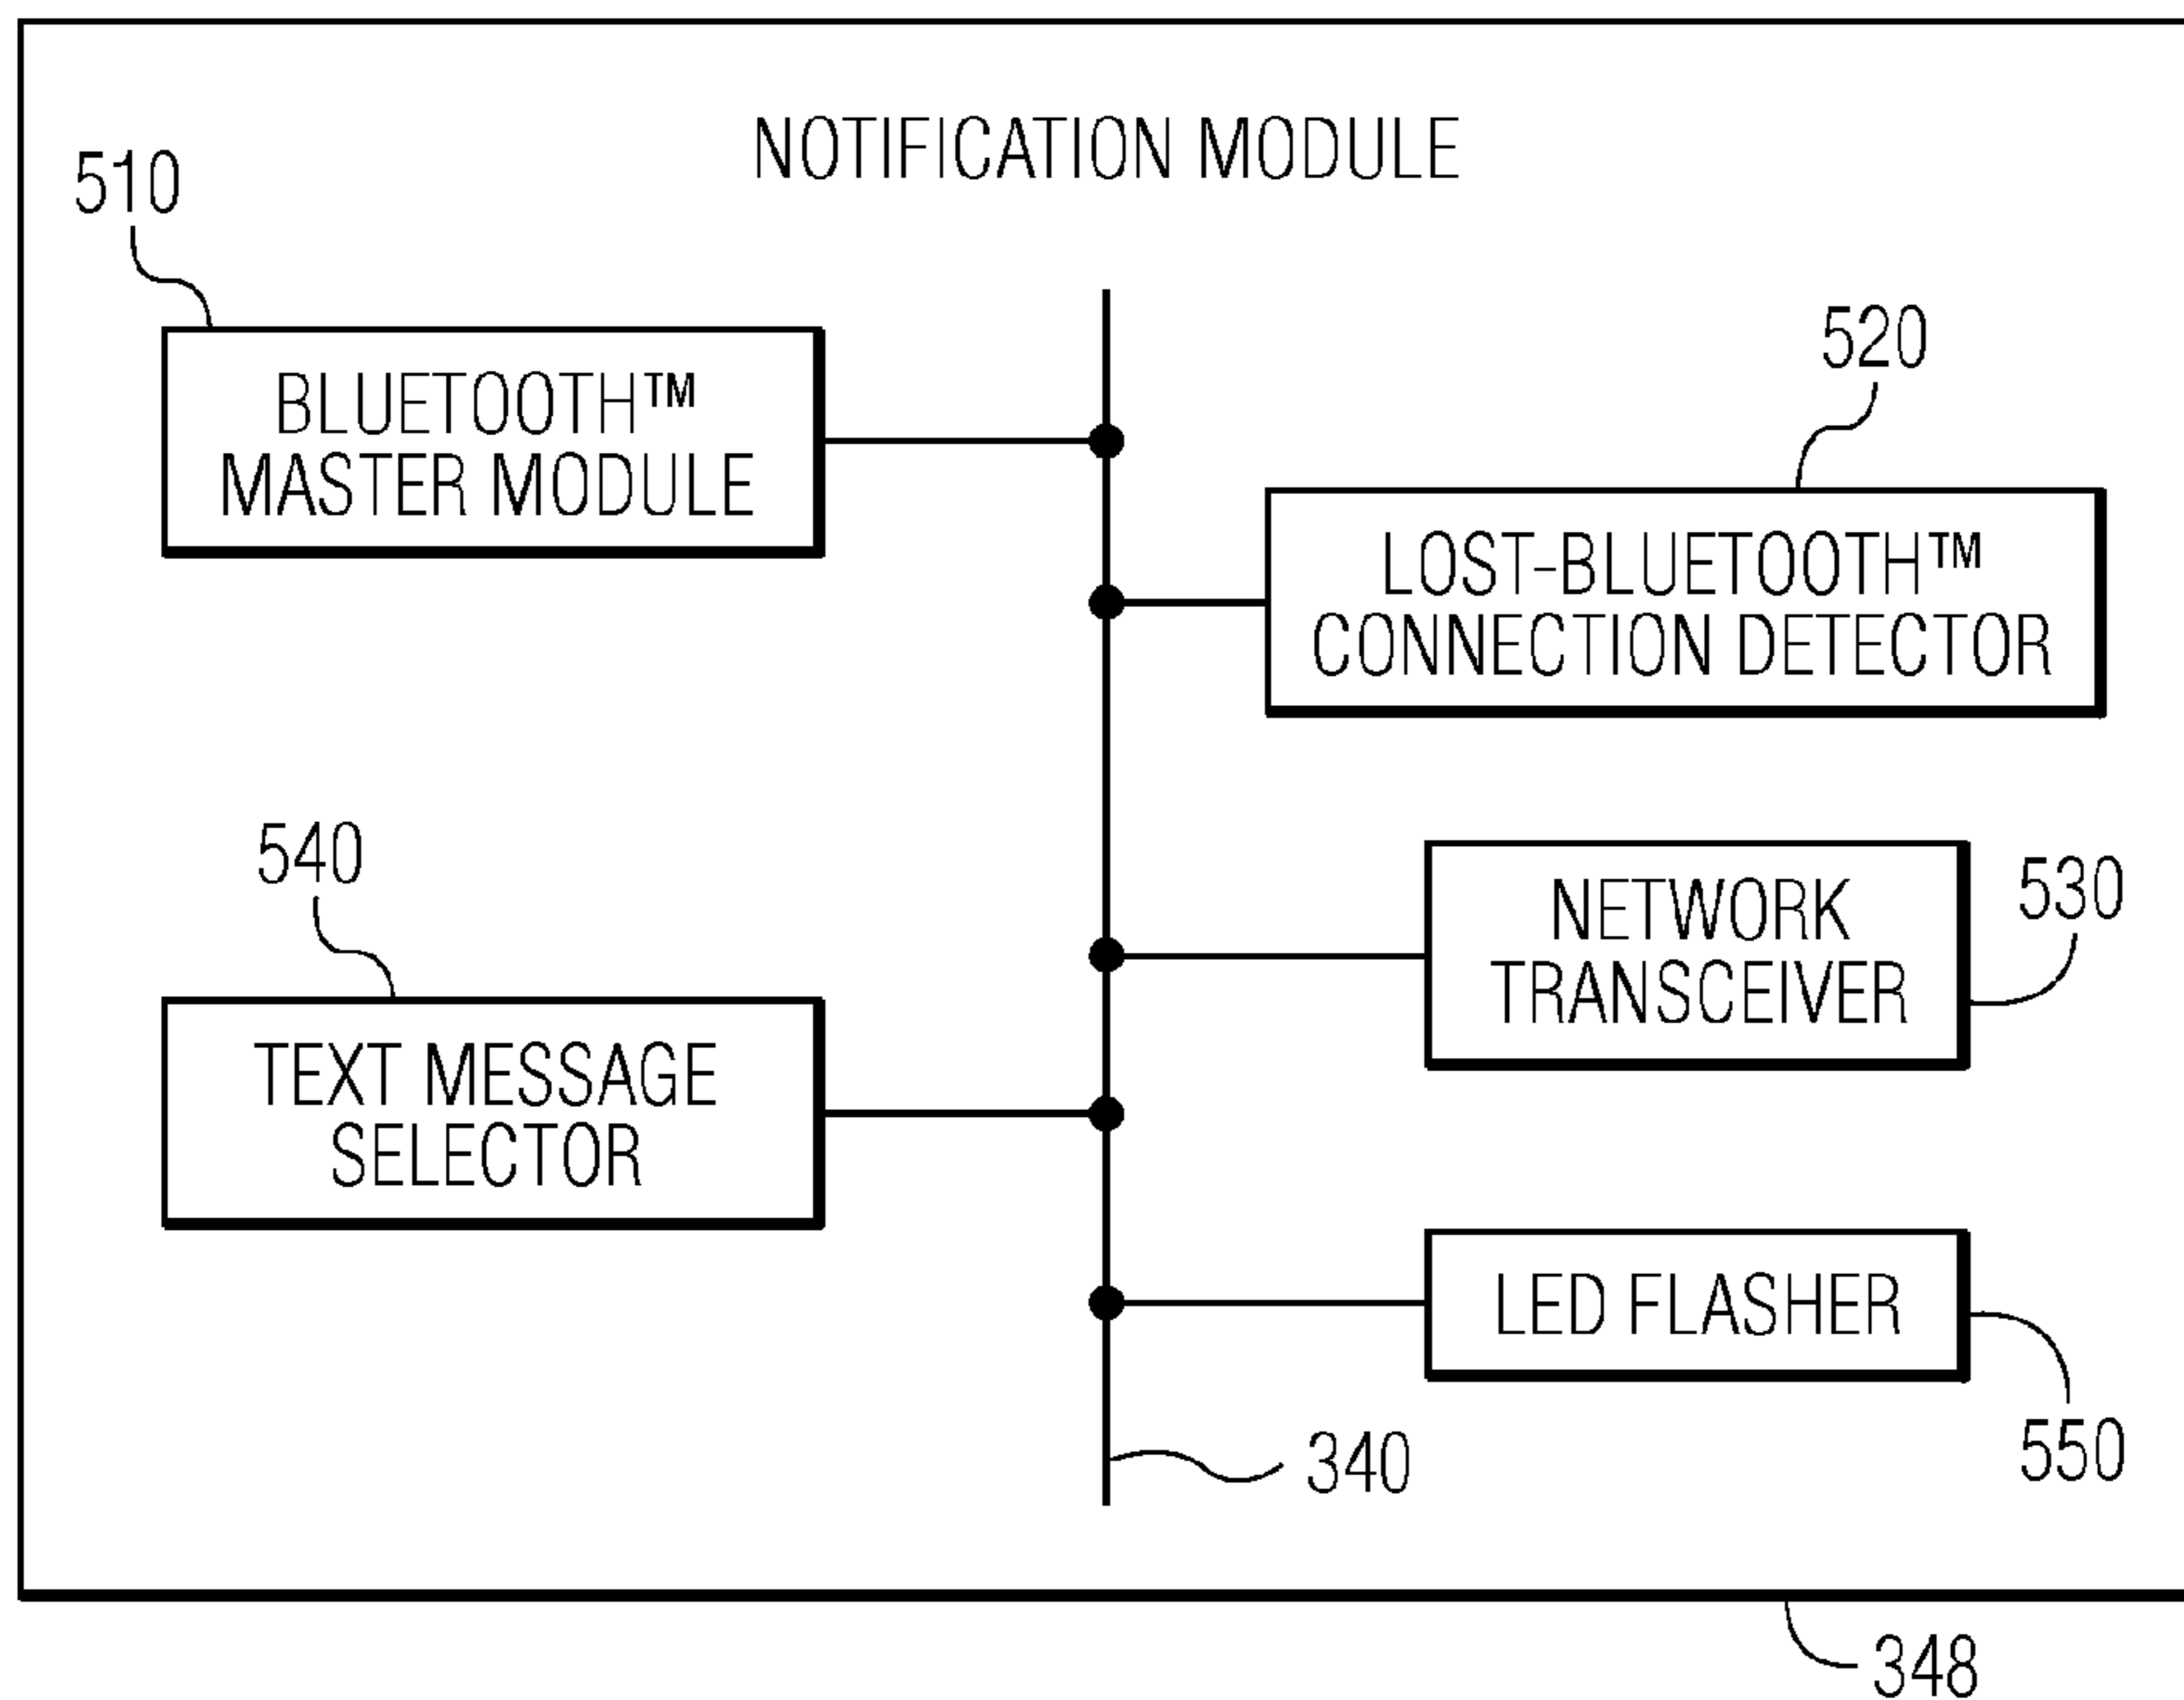 NOTIFICATION MODULE
510
BLUETOOTH™
MASTER MODULE
520
LOST-BLUETOOTH™
CONNECTION DETECTOR
540
TEXT MESSAGE
SELECTOR
NETWORK
TRANSCEIVER
530
LED FLASHER
550
340
348